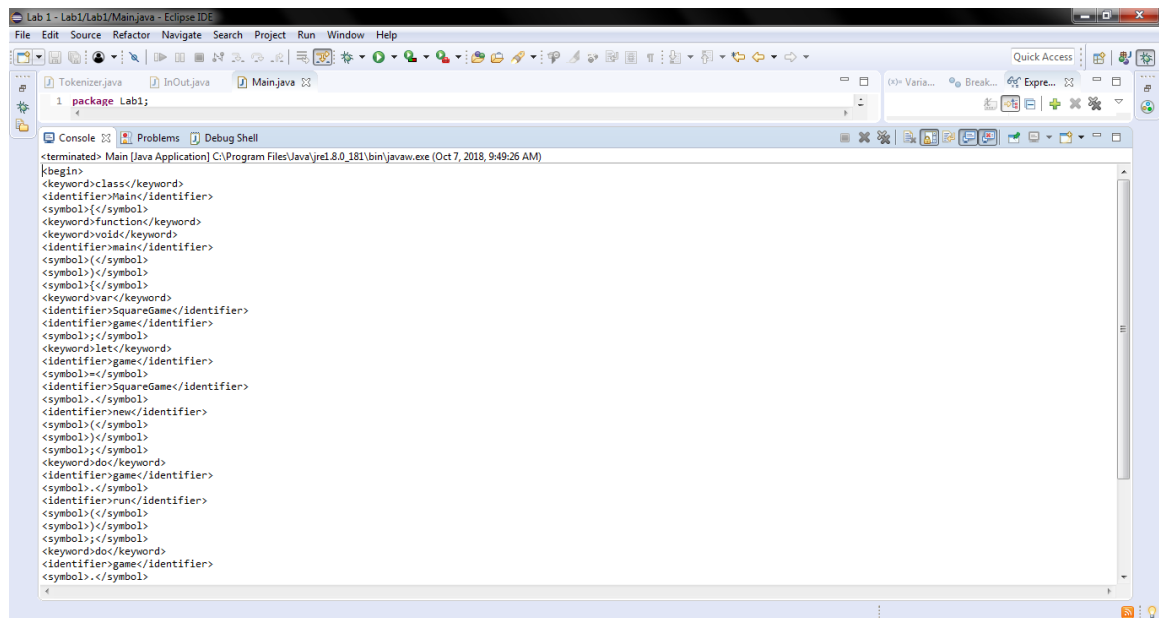 Lab 1 - Lab1/Lab1/Main.java - Eclipse IDE
File Edit Source Refactor Navigate Search Project Run Window Help
Quick Access
Tokenizer.java InOut.java Main.java
(x)= Varia... Break... Expre...
1 package Lab1;
Console Problems Debug Shell
<terminated> Main [Java Application] C:\Program Files\Java\jre1.8.0_181\bin\javaw.exe (Oct 7, 2018, 9:49:26 AM)
<begin>
<keyword>class</keyword>
<identifier>Main</identifier>
<symbol>{</symbol>
<keyword>function</keyword>
<keyword>void</keyword>
<identifier>main</identifier>
<symbol>(</symbol>
<symbol>)</symbol>
<symbol>{</symbol>
<keyword>var</keyword>
<identifier>SquareGame</identifier>
<identifier>game</identifier>
<symbol>;</symbol>
<keyword>let</keyword>
<identifier>game</identifier>
<symbol>=</symbol>
<identifier>SquareGame</identifier>
<symbol>.</symbol>
<identifier>new</identifier>
<symbol>(</symbol>
<symbol>)</symbol>
<symbol>;</symbol>
<keyword>do</keyword>
<identifier>game</identifier>
<symbol>.</symbol>
<identifier>run</identifier>
<symbol>(</symbol>
<symbol>)</symbol>
<symbol>;</symbol>
<keyword>do</keyword>
<identifier>game</identifier>
<symbol>.</symbol>